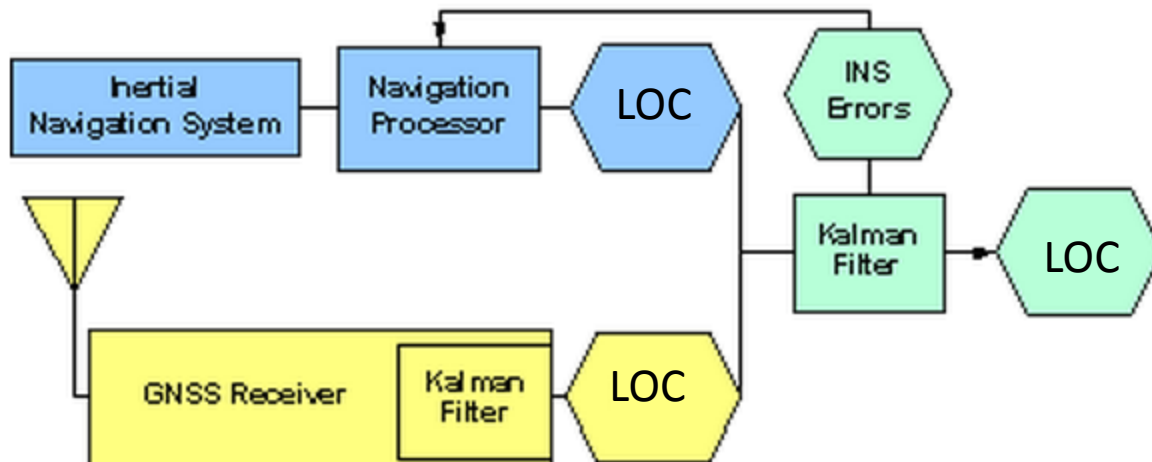 Inertial
Navigation System
Navigation
Processor
LOC
INS
Errors
Kalman
Filter
LOC
GNSS Receiver
Kalman
Filter
LOC